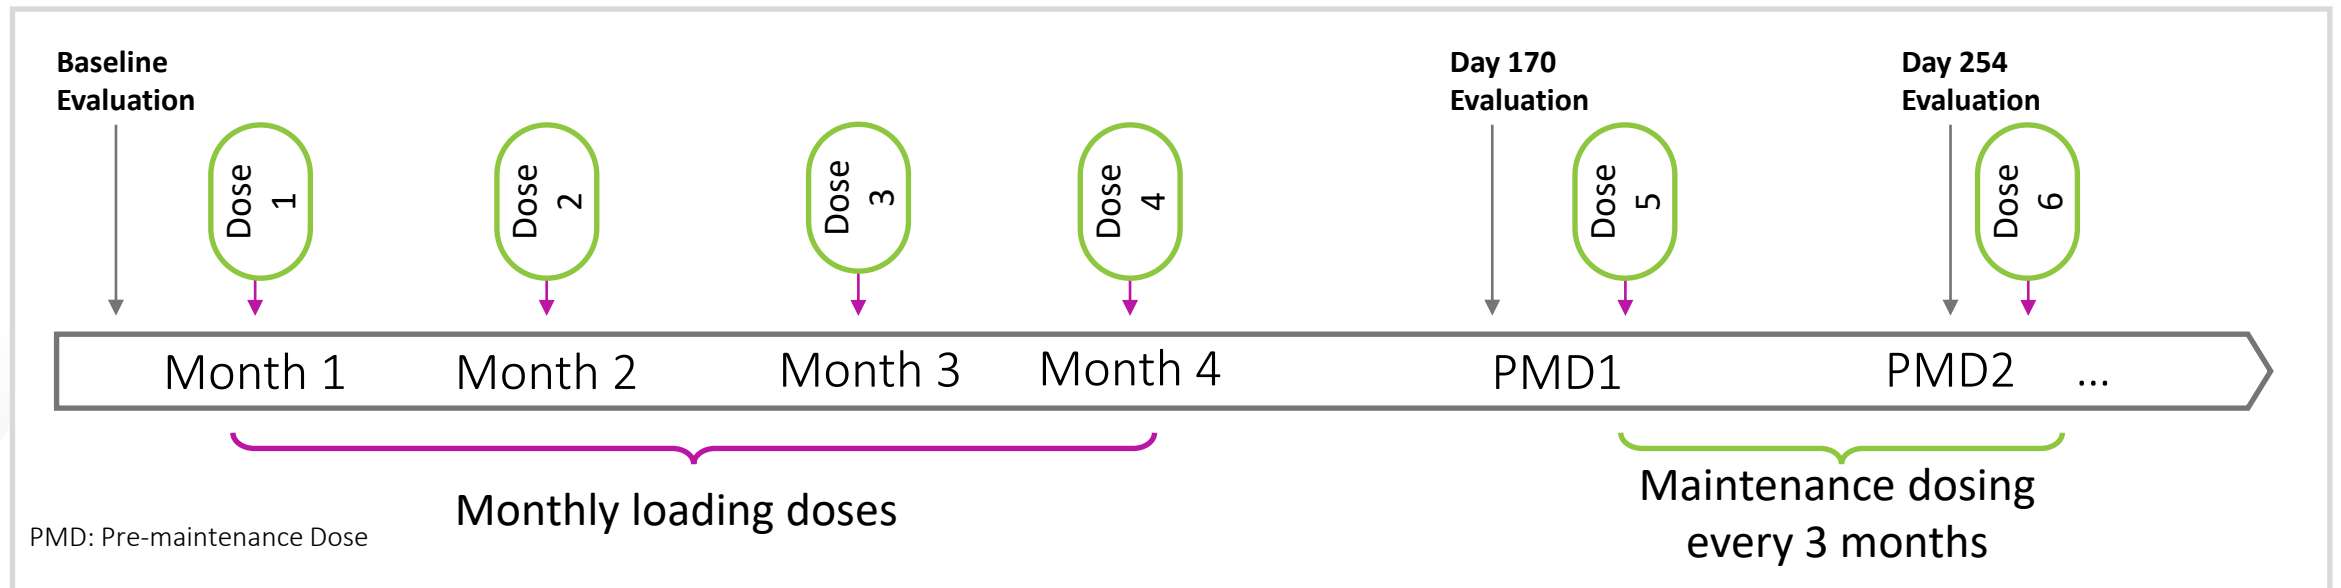 Baseline
Evaluation
Day 170
Evaluation
Day 254
Evaluation
Dose
1
Dose
2
Dose
3
Dose
4
Dose
5
Dose
6
Month 1
Month 2
Month 3
Month 4
PMD1
PMD2
...
Monthly loading doses
Maintenance dosing
every 3 months
PMD: Pre-maintenance Dose